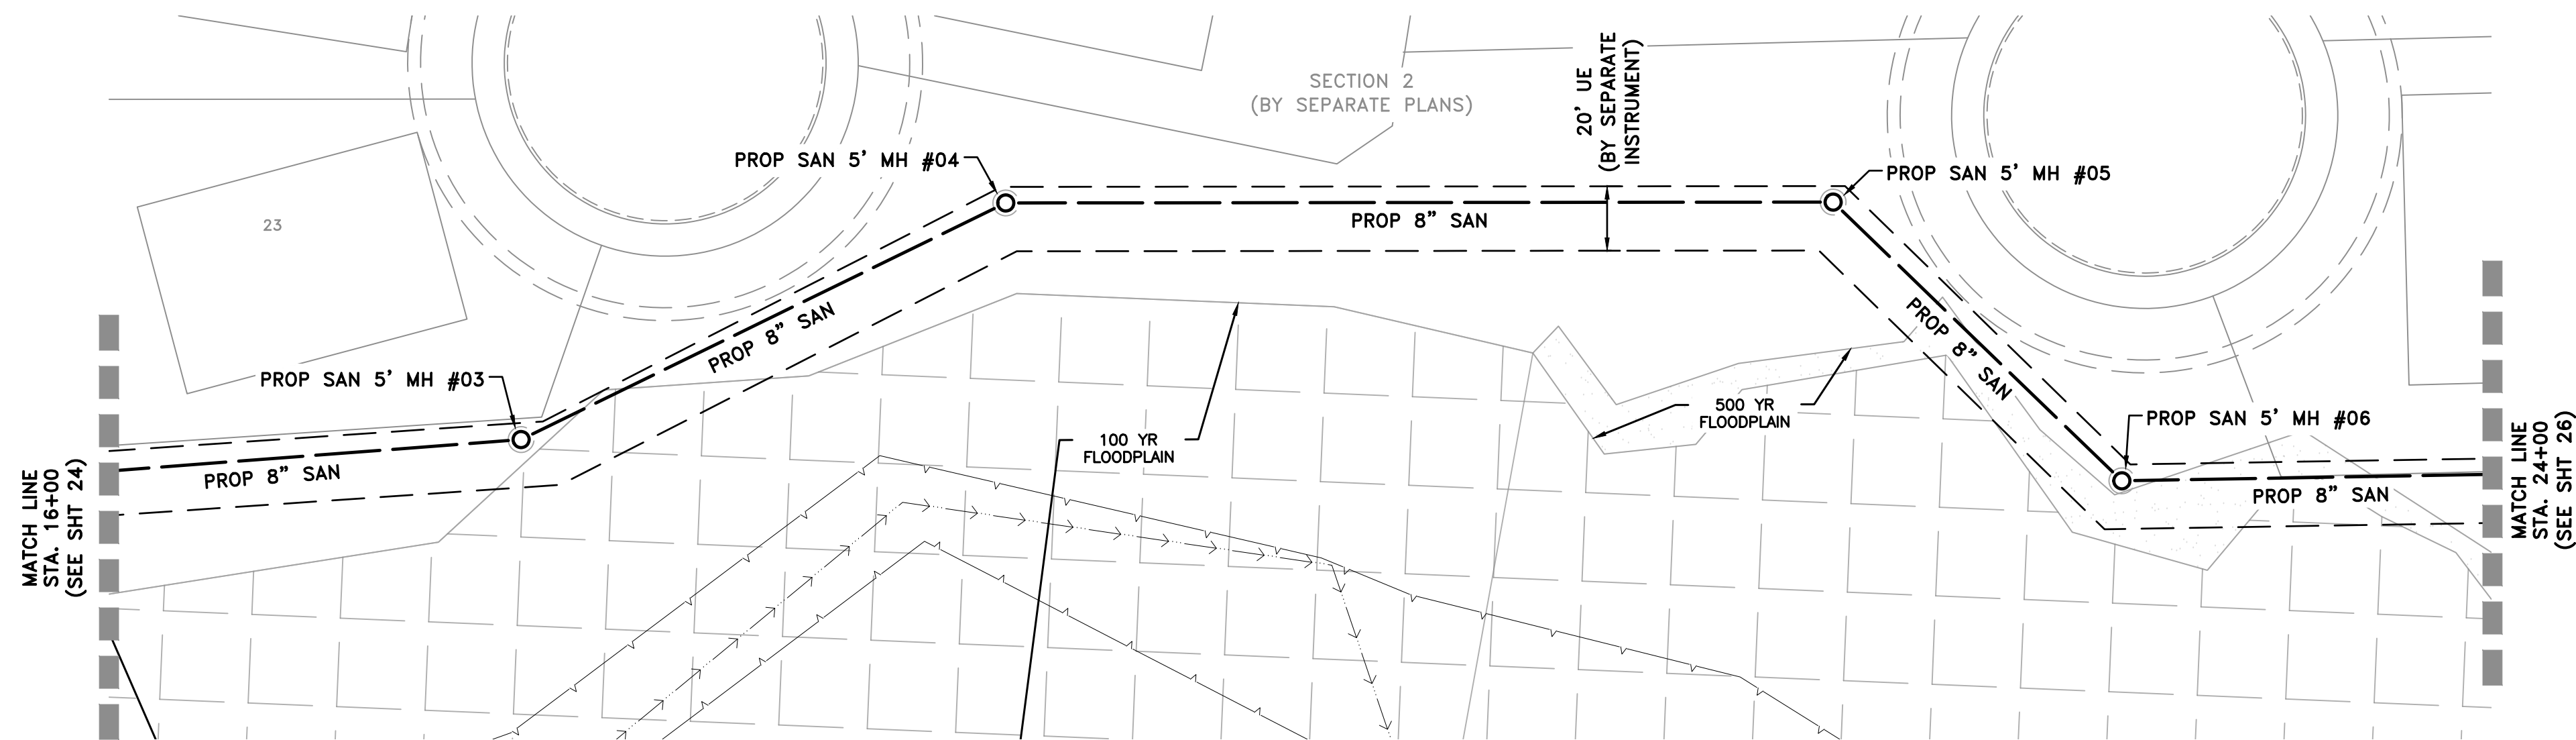 SECTION 2
(BY SEPARATE PLANS)
20' UE
(BY SEPARATE
INSTRUMENT)
PROP SAN 5' MH #04
PROP SAN 5' MH #05
PROP 8" SAN
23
PROP 8" SAN
PROP 8" SAN
PROP SAN 5' MH #03
500 YR
FLOODPLAIN
PROP SAN 5' MH #06
100 YR
FLOODPLAIN
PROP 8" SAN
PROP 8" SAN
MATCH LINE
STA. 16+00
(SEE SHT 24)
MATCH LINE
STA. 24+00
(SEE SHT 26)